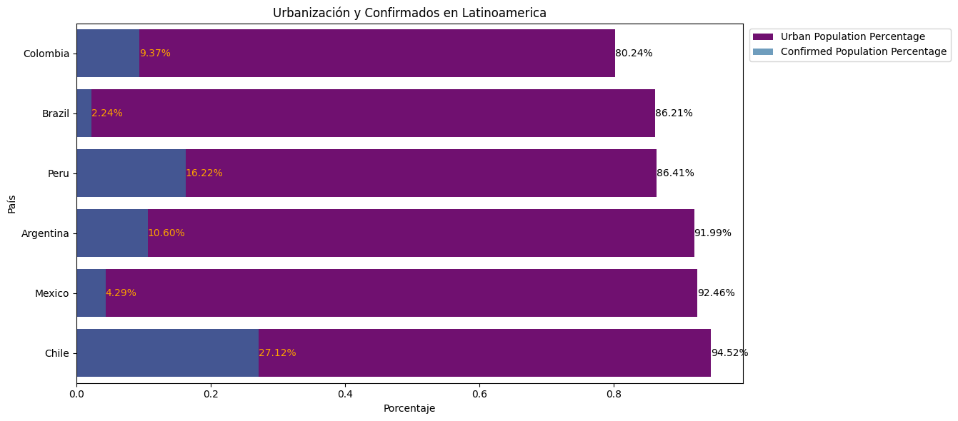 Urbanización y Confirmados en Latinoamerica
Urban Population Percentage
Confirmed Population Percentage
País
Colombia 9.37% 80.24%
Brazil 2.24% 86.21%
Peru 16.22% 86.41%
Argentina 10.60% 91.99%
Mexico 4.29% 92.46%
Chile 27.12% 94.52%
0.0 0.2 0.4 0.6 0.8
Porcentaje